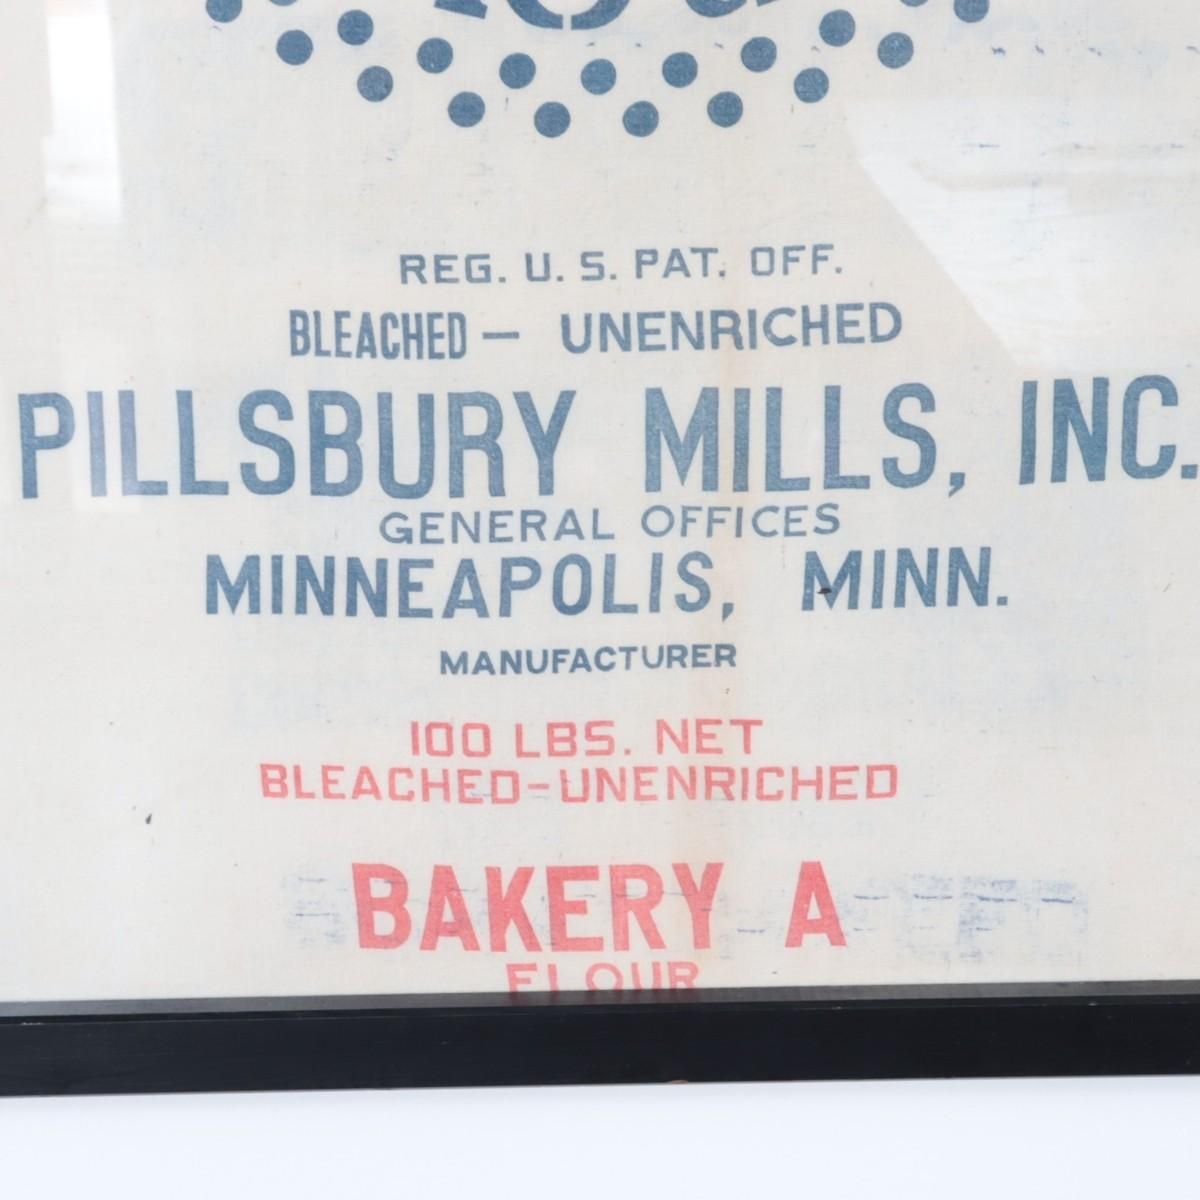 REG. U. S. PAT. OFF.
BLEACHED — UNENRICHED
PILLSBURY MILLS, INC.
GENERAL OFFICES
MINNEAPOLIS, MINN.
MANUFACTURER
100 LBS. NET
BLEACHED-UNENRICHED
BAKERY A
FLOUR